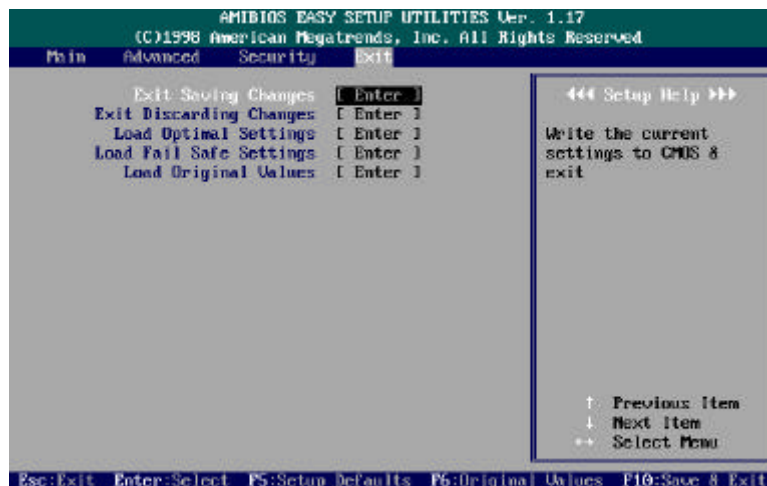 AMIBIOS EASY SETUP UTILITIES Ver. 1.17
(C)1998 American Megatrends, Inc. All Rights Reserved
Main Advanced Security Exit
Exit Saving Changes [ Enter ]
Exit Discarding Changes [ Enter ]
Load Optimal Settings [ Enter ]
Load Fail Safe Settings [ Enter ]
Load Original Values [ Enter ]
◄◄◄ Setup Help ►►►
Write the current
settings to CMOS &
exit
↑ Previous Item
↓ Next Item
↔ Select Menu
Esc:Exit Enter:Select F5:Setup Defaults F6:Original Values F10:Save & Exit